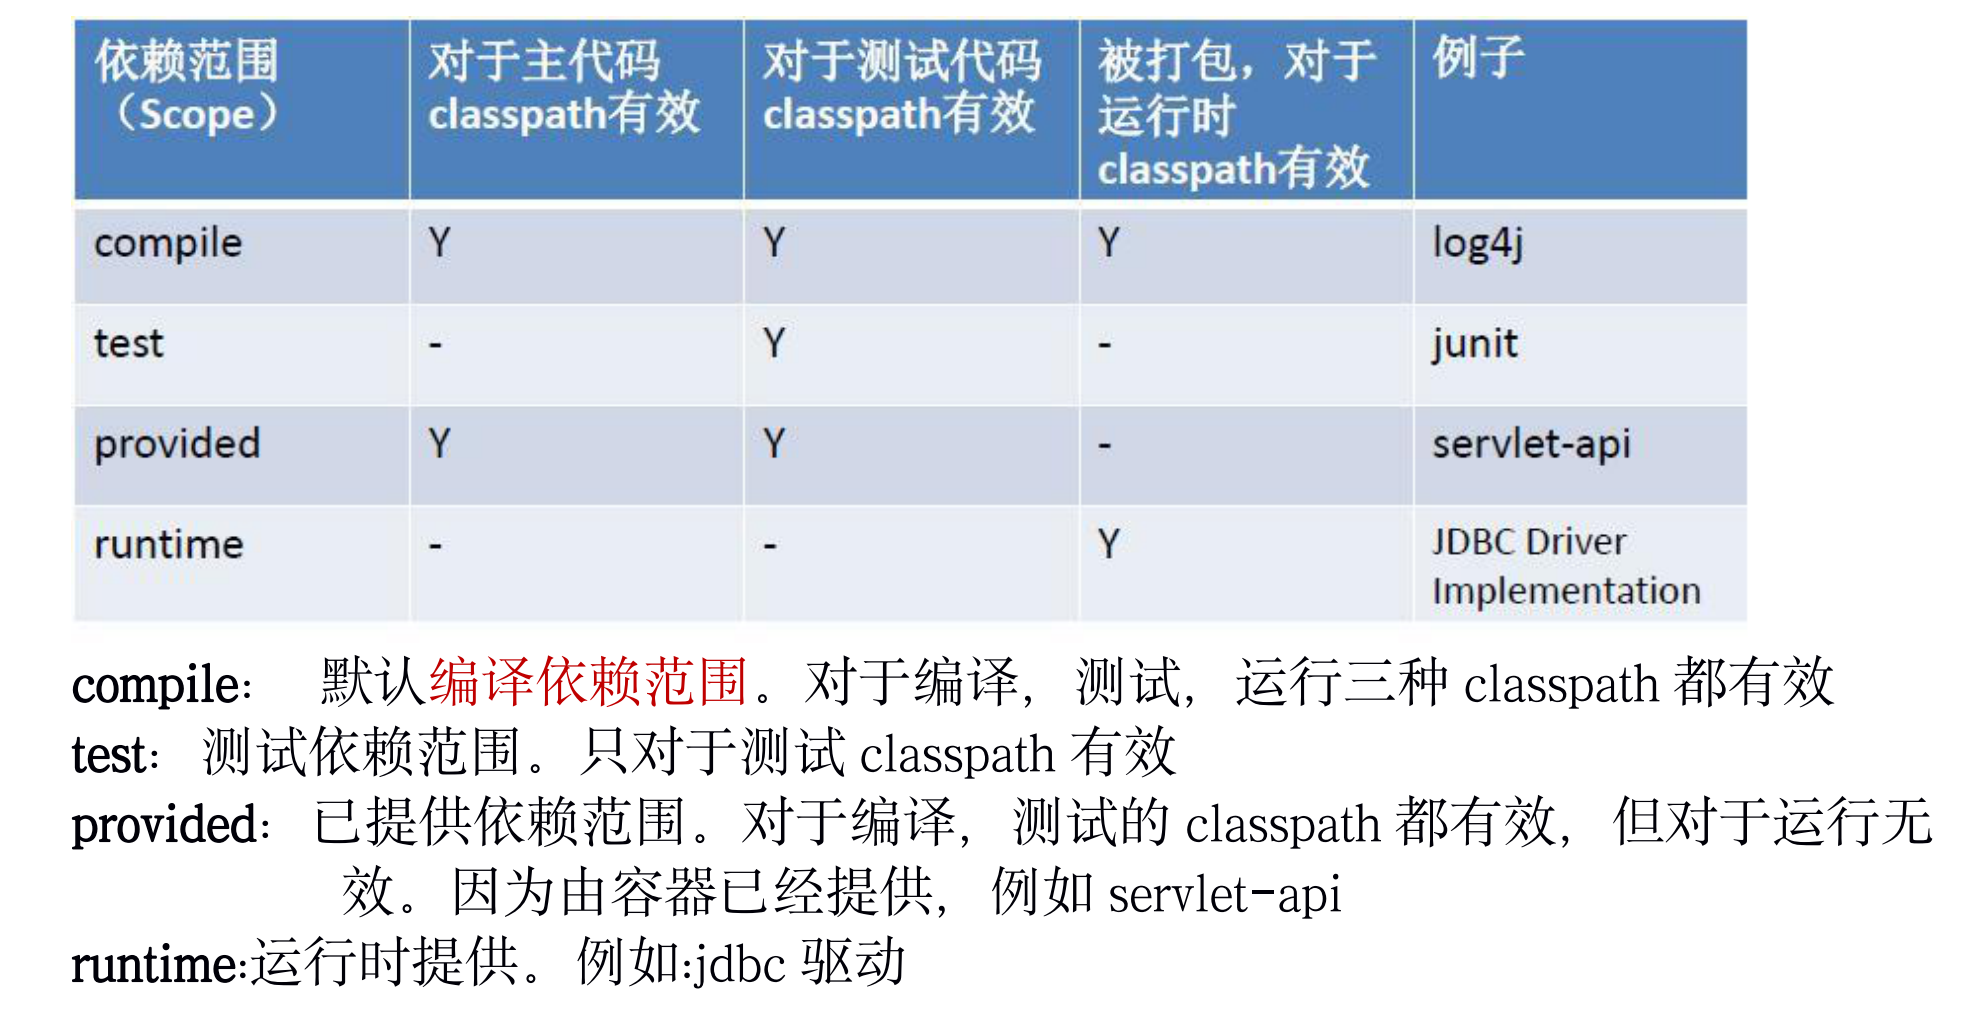 依赖范围 对于主代码 对于测试代码 被打包，对于 例子
（Scope） classpath有效 classpath有效 运行时
classpath有效
compile Y Y Y log4j
test - Y - junit
provided Y Y - servlet-api
runtime - - Y JDBC Driver
Implementation
compile: 默认编译依赖范围。对于编译，测试，运行三种 classpath 都有效
test: 测试依赖范围。只对于测试 classpath 有效
provided: 已提供依赖范围。对于编译，测试的 classpath 都有效，但对于运行无
效。因为由容器已经提供，例如 servlet-api
runtime:运行时提供。例如:jdbc 驱动